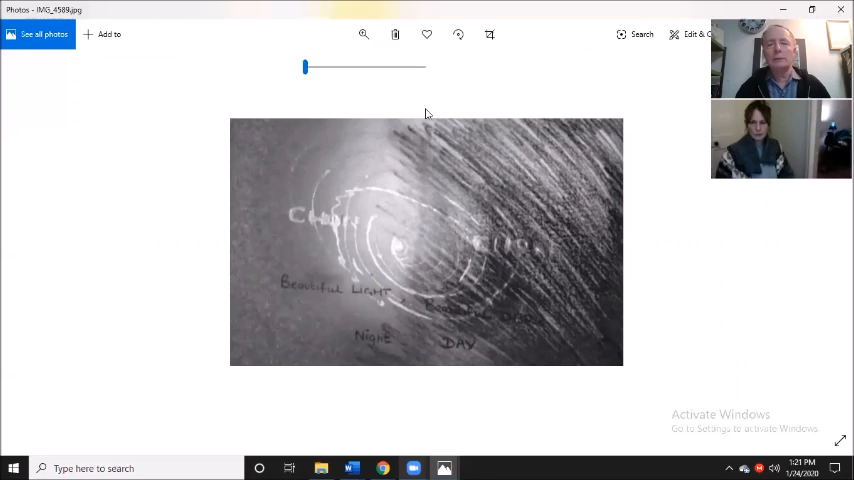 Photos - IMG_4589.jpg
See all photos
Add to
Search
Edit & C
Beautiful LIGHT
Night
DAY
Activate Windows
Go to Settings to activate Windows.
Type here to search
1:21 PM
1/24/2020